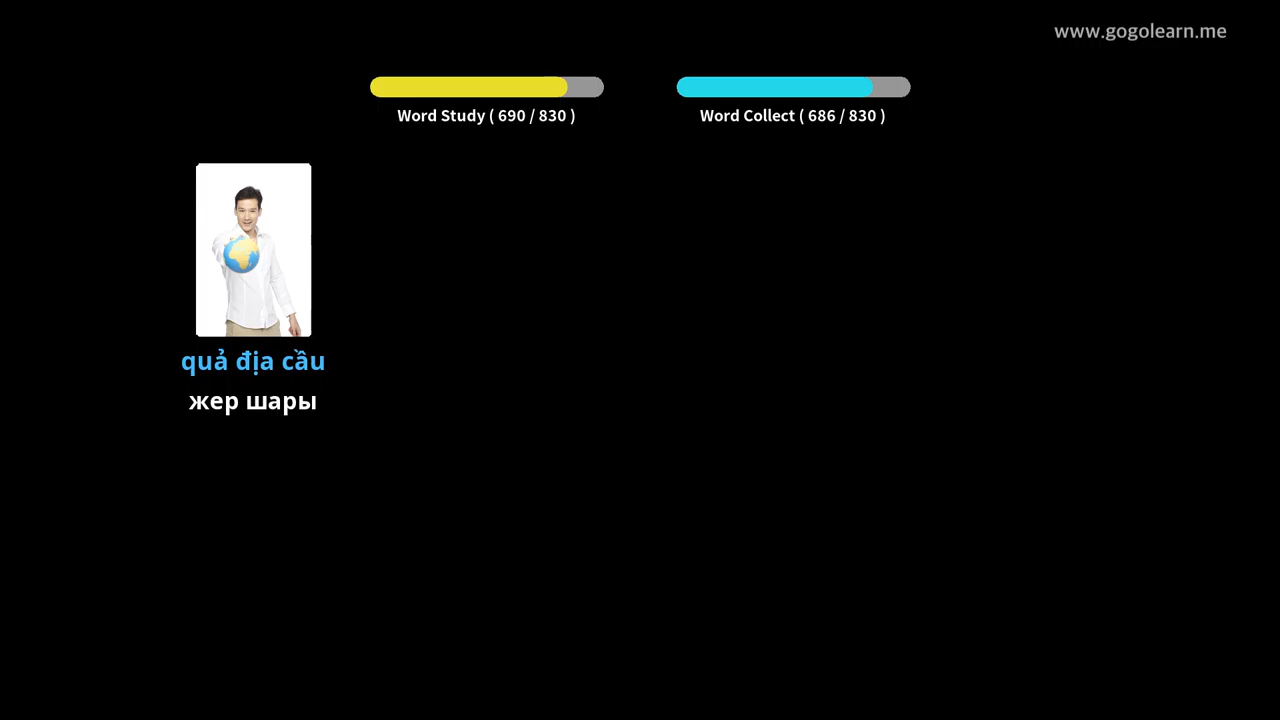 www.gogolearn.me
Word Study ( 690 / 830 )
Word Collect ( 686 / 830 )
quả địa cầu
жер шары